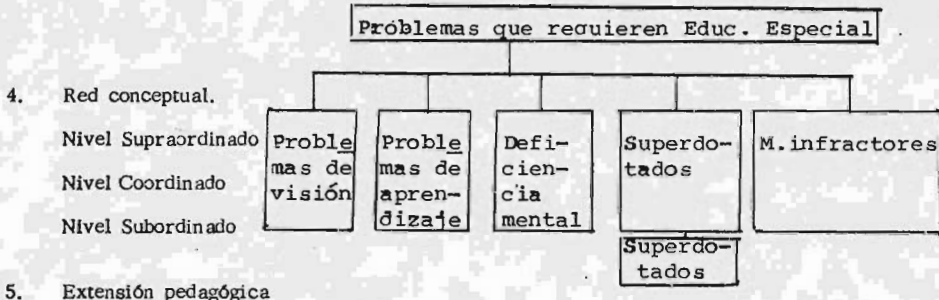 Próblemas que requieren Educ. Especial
4. Red conceptual.
Nivel Supraordinado
Nivel Coordinado
Nivel Subordinado
Proble
mas de
visión
Proble
mas de
apren-
dizaje
Defi-
cien-
cia
mental
Superdo-
tados
M.infractores
Superdo-
tados
5. Extensión pedagógica